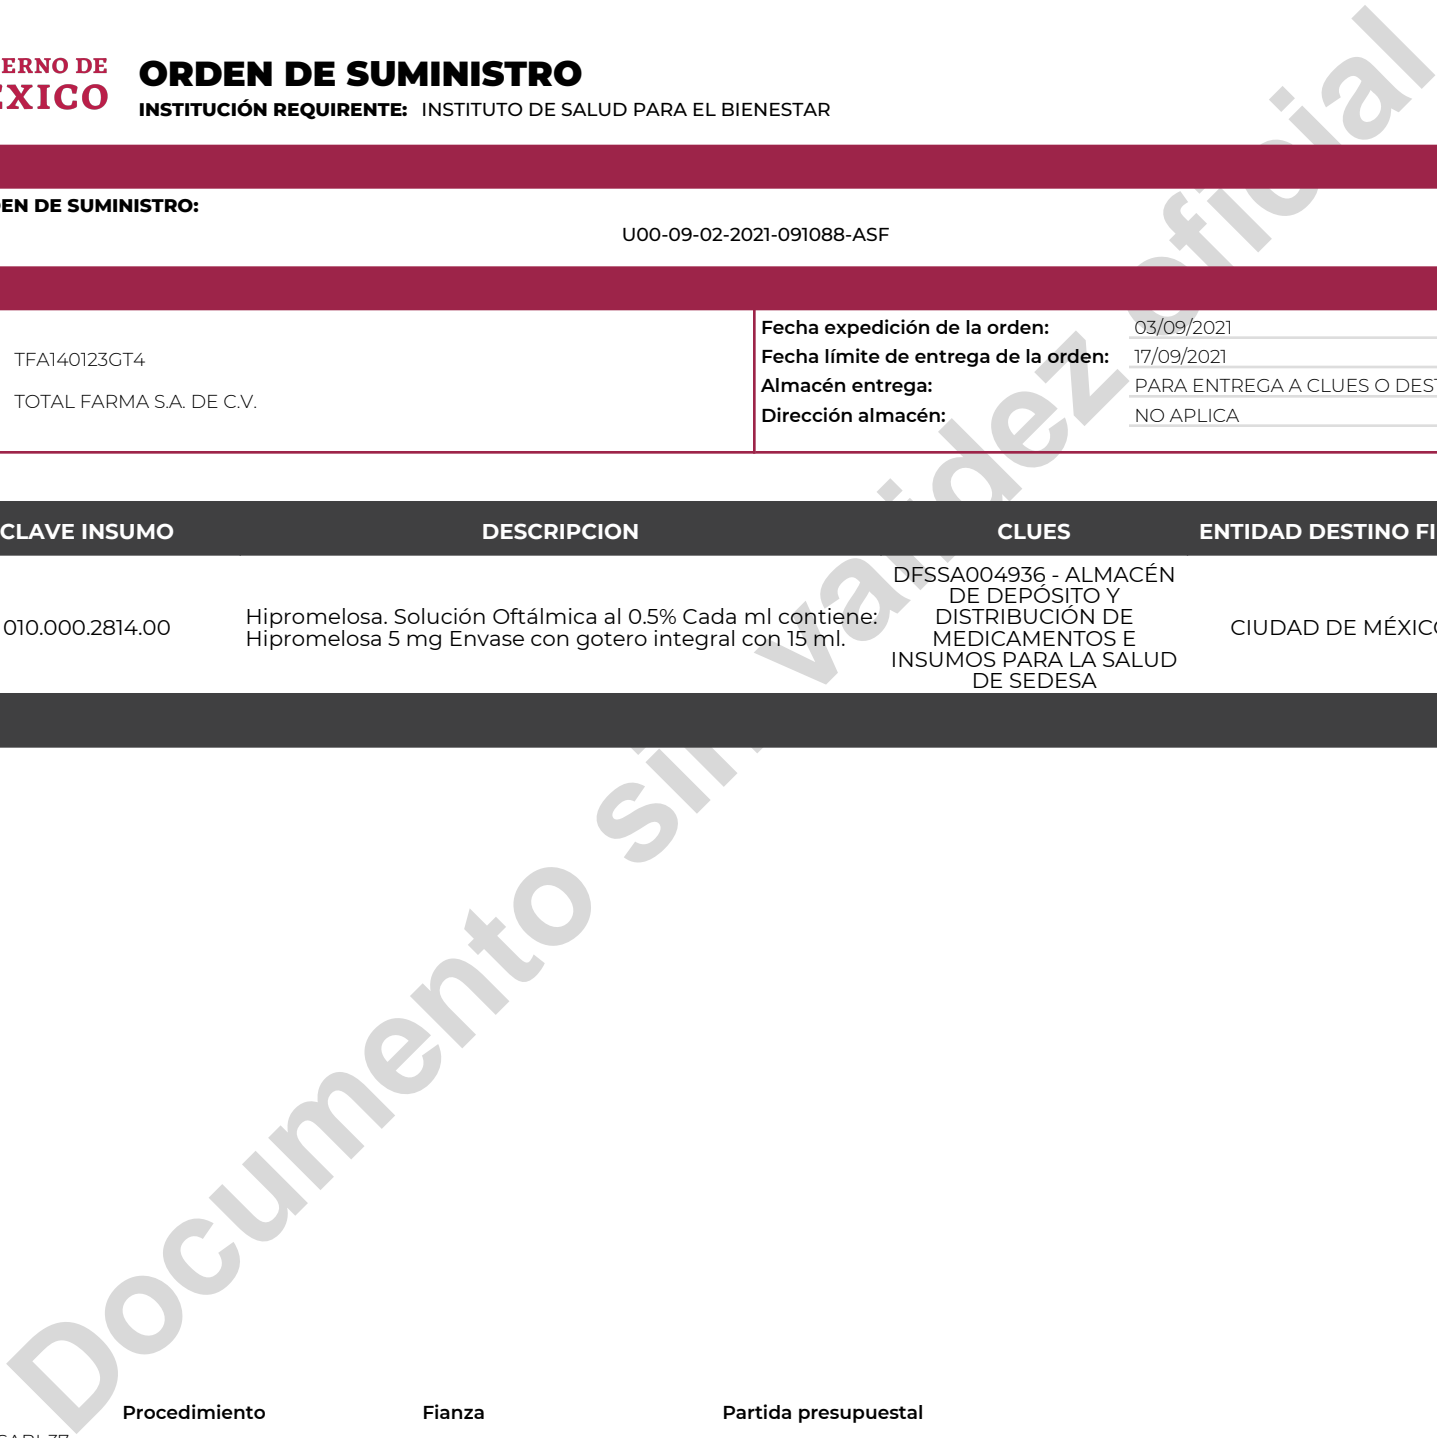 ERNO DE
ORDEN DE SUMINISTRO
INSTITUCIÓN REQUIRENTE: INSTITUTO DE SALUD PARA EL BIENESTAR
EN DE SUMINISTRO:
U00-09-02-2021-091088-ASF
TFA140123GT4
TOTAL FARMA S.A. DE C.V.
Fecha expedición de la orden: 03/09/2021
Fecha límite de entrega de la orden: 17/09/2021
Almacén entrega: PARA ENTREGA A CLUES O DEST
Dirección almacén: NO APLICA
CLAVE INSUMO DESCRIPCION CLUES ENTIDAD DESTINO FI
010.000.2814.00
Hipromelosa. Solución Oftálmica al 0.5% Cada ml contiene:
Hipromelosa 5 mg Envase con gotero integral con 15 ml.
DFSSA004936 - ALMACÉN
DE DEPÓSITO Y
DISTRIBUCIÓN DE
MEDICAMENTOS E
INSUMOS PARA LA SALUD
DE SEDESA
CIUDAD DE MÉXICO
Documento sin validez oficial
Procedimiento Fianza Partida presupuestal